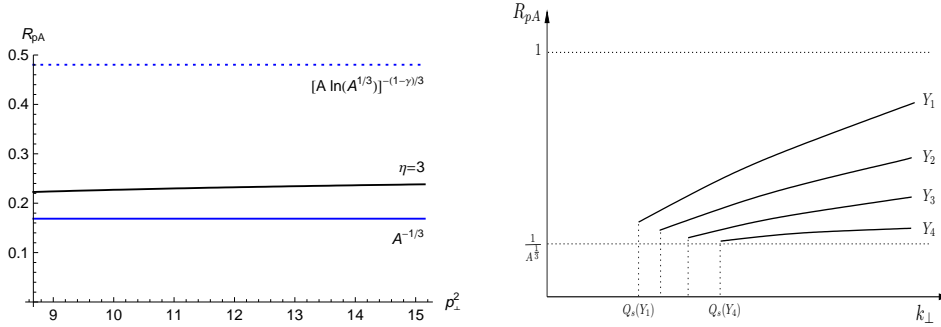 R_pA
0.5
[A ln(A^{1/3})]^{-(1-γ)/3}
0.4
0.3
η=3
0.2
A^{-1/3}
0.1
9 10 11 12 13 14 15
p_⊥^2
R_{pA}
1
Y_1
Y_2
Y_3
Y_4
1/A^{1/3}
Q_s(Y_1) Q_s(Y_4)
k_⊥